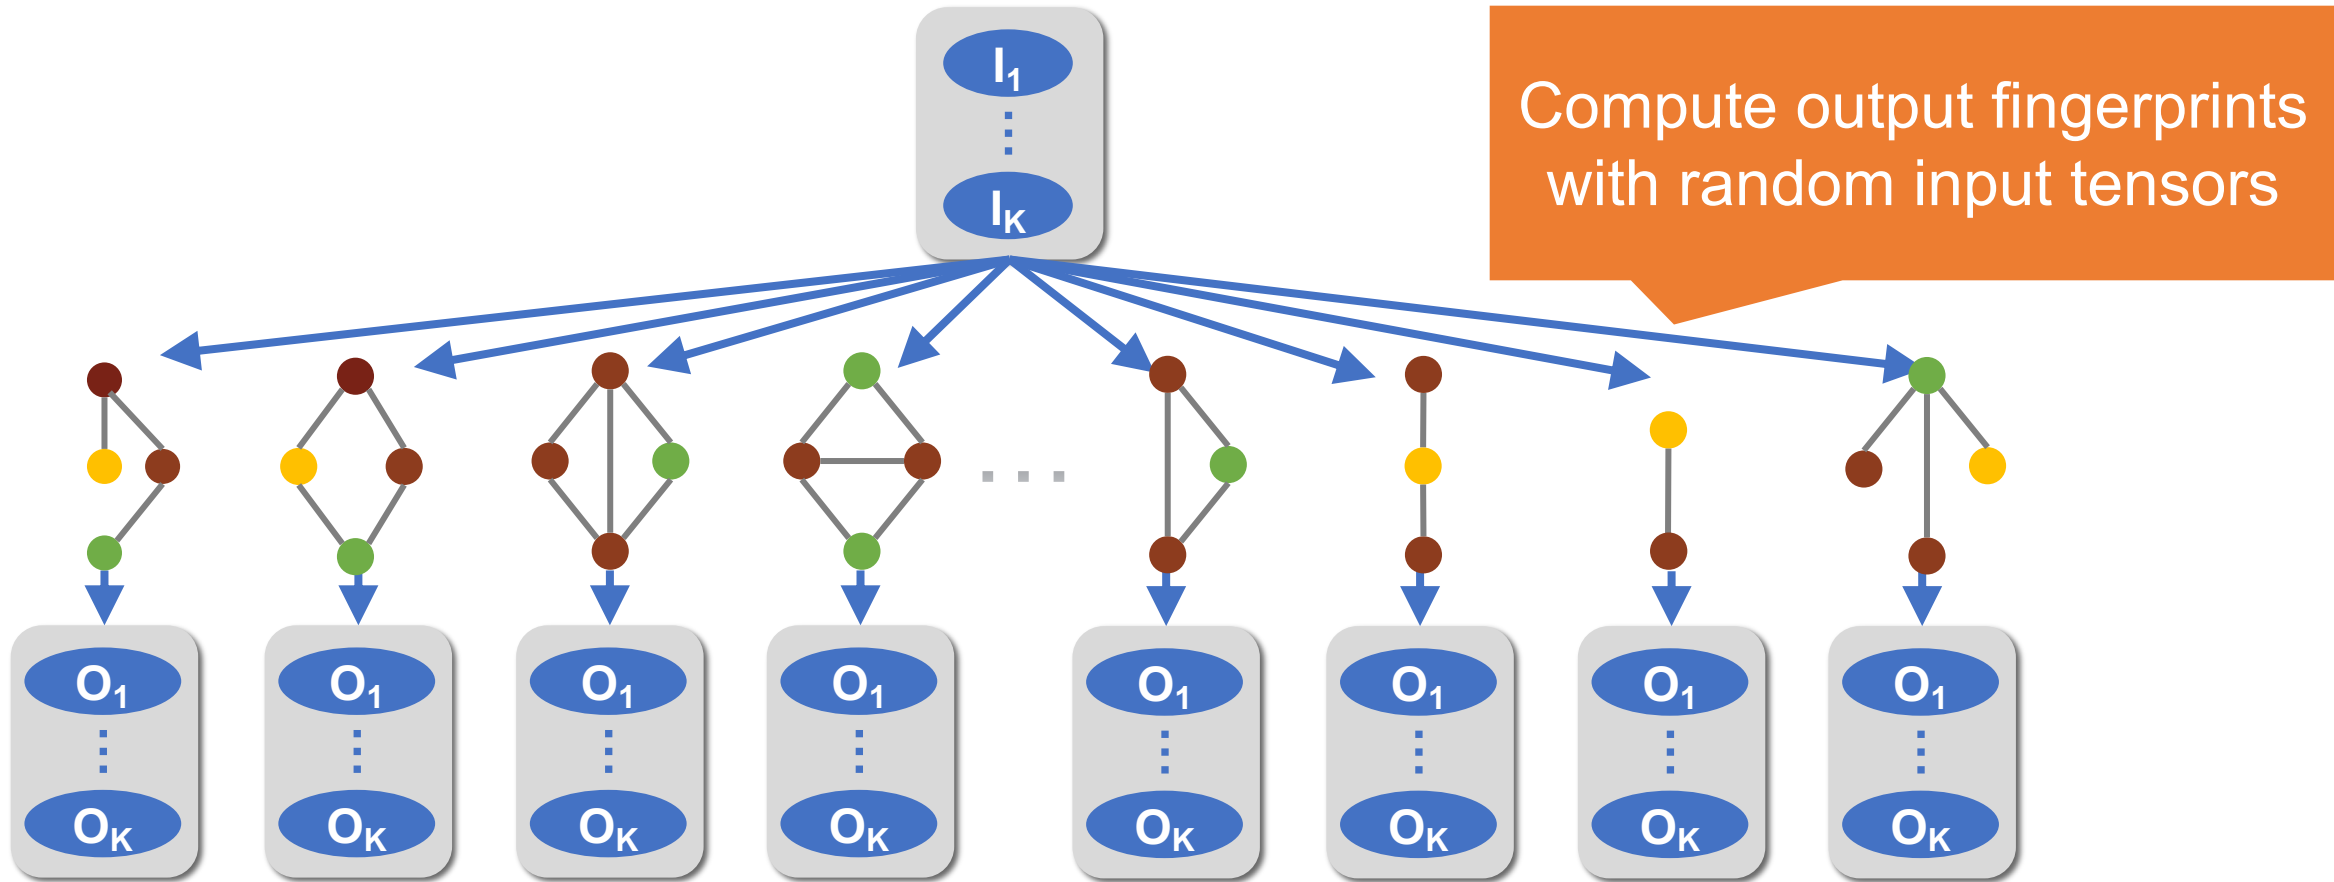 I1
IK
Compute output fingerprints
with random input tensors
. . .
O1 O1 O1 O1 O1 O1 O1 O1
OK OK OK OK OK OK OK OK